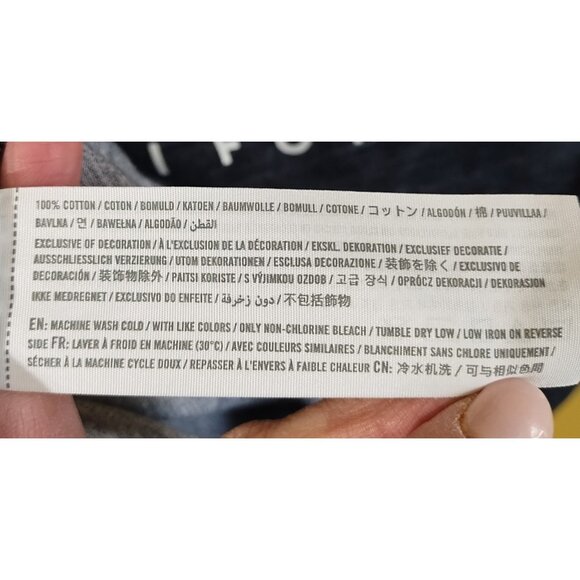 I F O
100% COTTON / COTON / BOMULD / KATOEN / BAUMWOLLE / BOMULL / COTONE / コットン / ALGODÓN / 棉 / PUUVILLAA /
BAVLNA / 면 / BAWEŁNA / ALGODÃO / القطن
EXCLUSIVE OF DECORATION / À L'EXCLUSION DE LA DÉCORATION / EKSKL. DEKORATION / EXCLUSIEF DECORATIE /
AUSSCHLIESSLICH VERZIERUNG / UTOM DEKORATIONEN / ESCLUSA DECORAZIONE / 装飾を除く / EXCLUSIVO DE
DECORACIÓN / 装饰物除外 / PAITSI KORISTE / S VÝJIMKOU OZDOB / 고급 장식 / OPRÓCZ DEKORACJI / DEKORASJON
IKKE MEDREGNET / EXCLUSIVO DO ENFEITE / دون زخرفة / 不包括飾物
EN: MACHINE WASH COLD / WITH LIKE COLORS / ONLY NON-CHLORINE BLEACH / TUMBLE DRY LOW / LOW IRON ON REVERSE
SIDE FR: LAVER À FROID EN MACHINE (30°C) / AVEC COULEURS SIMILAIRES / BLANCHIMENT SANS CHLORE UNIQUEMENT /
SÉCHER À LA MACHINE CYCLE DOUX / REPASSER À L'ENVERS À FAIBLE CHALEUR CN: 冷水机洗 / 可与相似色同